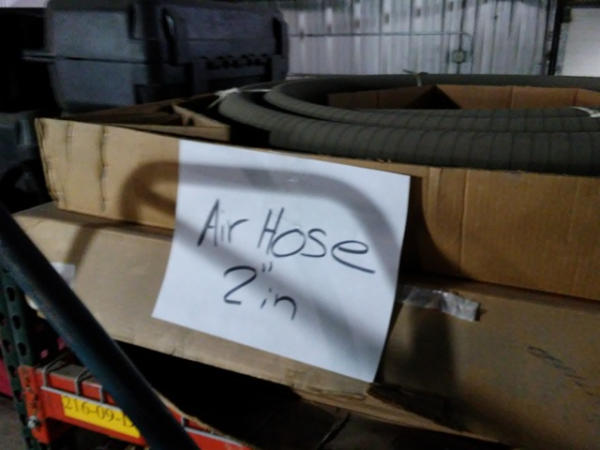 Air Hose
2" in